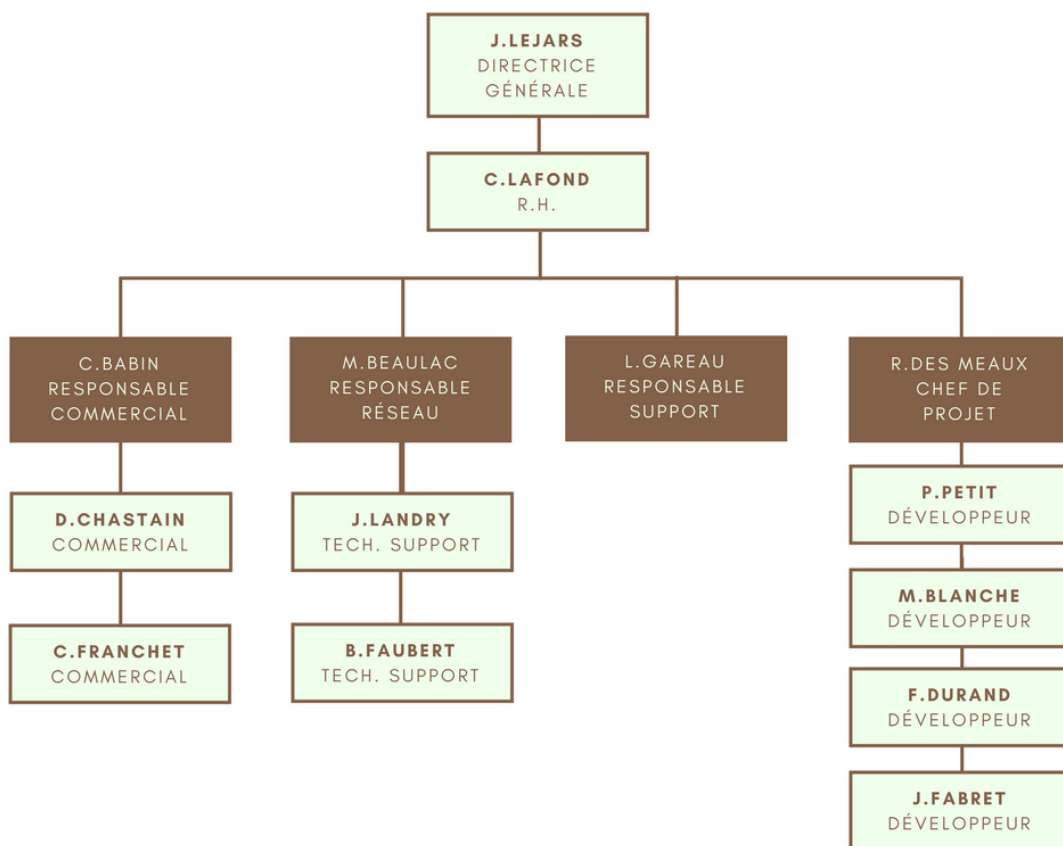 J.LEJARS
DIRECTRICE
GÉNÉRALE
C.LAFOND
R.H.
C.BABIN
RESPONSABLE
COMMERCIAL
M.BEAULAC
RESPONSABLE
RÉSEAU
L.GAREAU
RESPONSABLE
SUPPORT
R.DES MEAUX
CHEF DE
PROJET
D.CHASTAIN
COMMERCIAL
C.FRANCHET
COMMERCIAL
J.LANDRY
TECH. SUPPORT
B.FAUBERT
TECH. SUPPORT
P.PETIT
DÉVELOPPEUR
M.BLANCHE
DÉVELOPPEUR
F.DURAND
DÉVELOPPEUR
J.FABRET
DÉVELOPPEUR